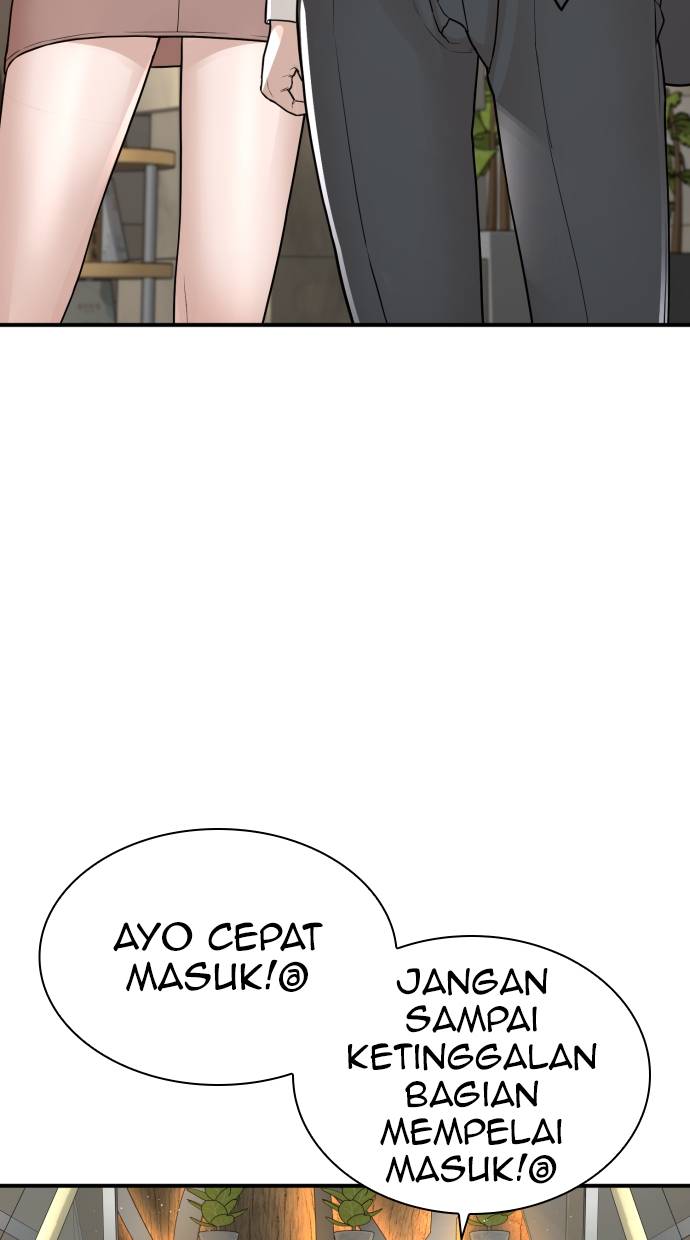 AYO CEPAT
MASUK!@
JANGAN
SAMPAI
KETINGGALAN
BAGIAN
MEMPELAI
MASUK!@